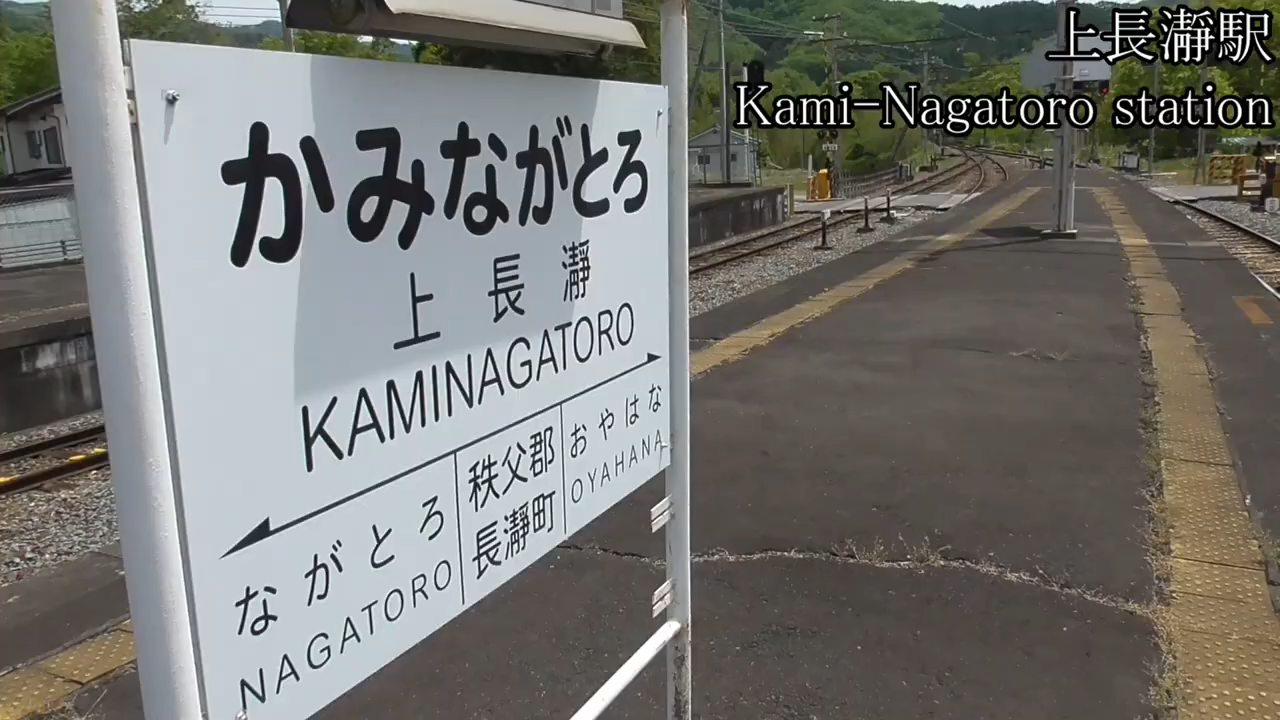 上長瀞駅
Kami-Nagatoro station
かみながとろ
上長瀞
KAMINAGATORO
ながとろ
NAGATORO
秩父郡
長瀞町
おやはな
OYAHANA